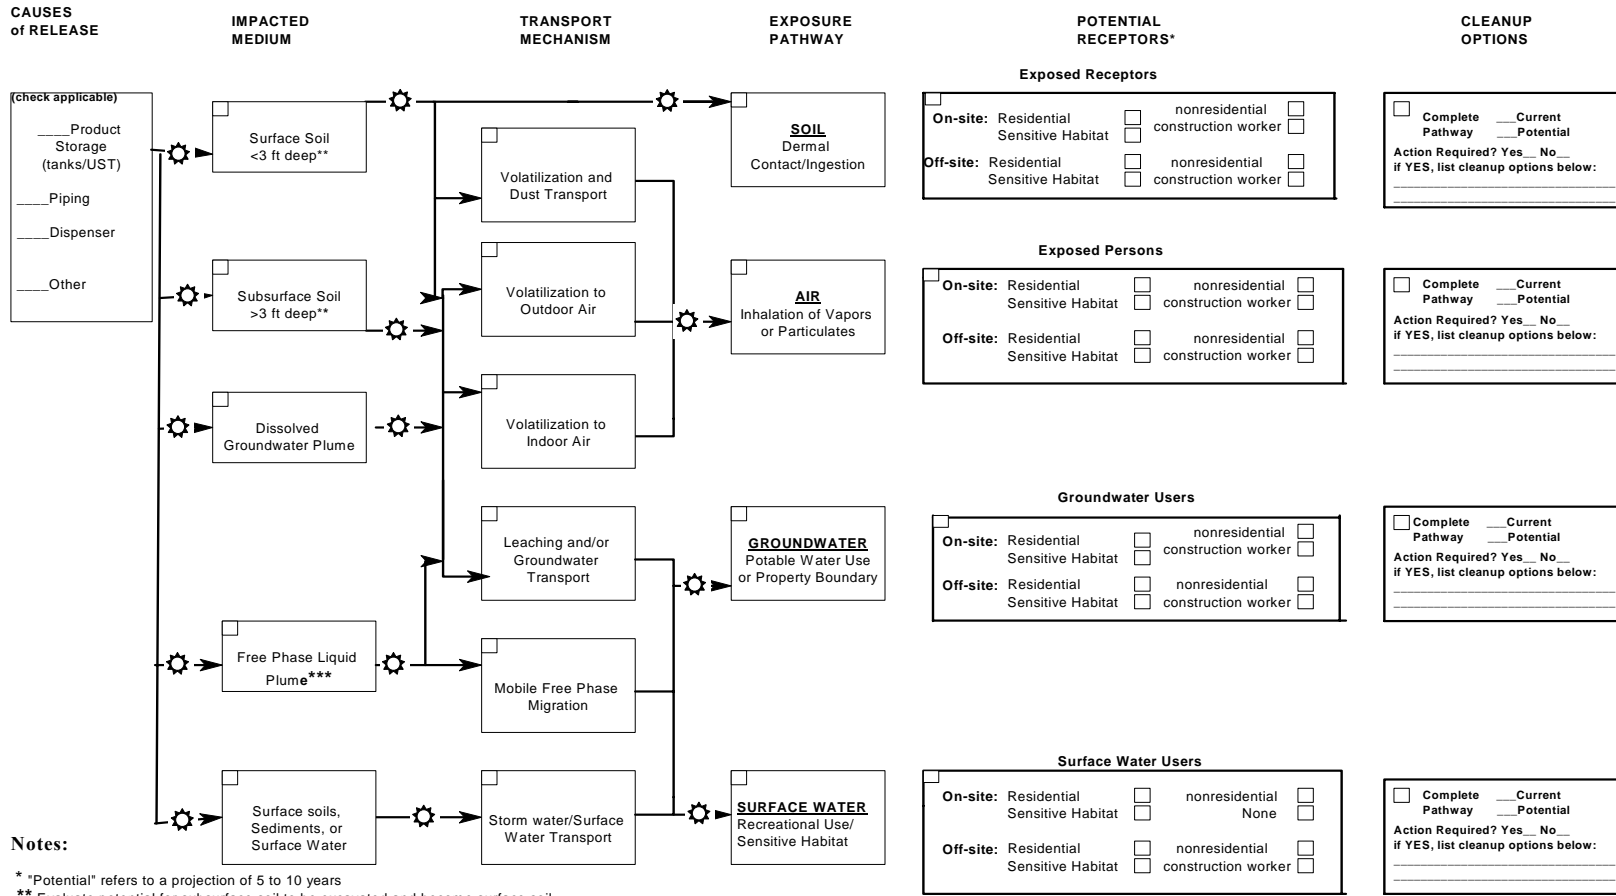 CAUSES
of RELEASE
IMPACTED
MEDIUM
TRANSPORT
MECHANISM
EXPOSURE
PATHWAY
POTENTIAL
RECEPTORS*
CLEANUP
OPTIONS
(check applicable)
____Product
Storage
(tanks/UST)
____Piping
____Dispenser
____Other
Surface Soil
<3 ft deep**
Subsurface Soil
>3 ft deep**
Dissolved
Groundwater Plume
Free Phase Liquid
Plume***
Surface soils,
Sediments, or
Surface Water
Volatilization and
Dust Transport
Volatilization to
Outdoor Air
Volatilization to
Indoor Air
Leaching and/or
Groundwater
Transport
Mobile Free Phase
Migration
Storm water/Surface
Water Transport
SOIL
Dermal
Contact/Ingestion
AIR
Inhalation of Vapors
or Particulates
GROUNDWATER
Potable Water Use
or Property Boundary
SURFACE WATER
Recreational Use/
Sensitive Habitat
Exposed Receptors
On-site: Residential nonresidential
Sensitive Habitat construction worker
Off-site: Residential nonresidential
Sensitive Habitat construction worker
Exposed Persons
On-site: Residential nonresidential
Sensitive Habitat construction worker
Off-site: Residential nonresidential
Sensitive Habitat construction worker
Groundwater Users
On-site: Residential nonresidential
Sensitive Habitat construction worker
Off-site: Residential nonresidential
Sensitive Habitat construction worker
Surface Water Users
On-site: Residential nonresidential
Sensitive Habitat None
Off-site: Residential nonresidential
Sensitive Habitat construction worker
Complete ___Current
Pathway ___Potential
Action Required? Yes__ No__
if YES, list cleanup options below:
Complete ___Current
Pathway ___Potential
Action Required? Yes__ No__
if YES, list cleanup options below:
Complete ___Current
Pathway ___Potential
Action Required? Yes__ No__
if YES, list cleanup options below:
Complete ___Current
Pathway ___Potential
Action Required? Yes__ No__
if YES, list cleanup options below:
Notes:
* "Potential" refers to a projection of 5 to 10 years
** Evaluate potential for subsurface soil to be excavated and become surface soil